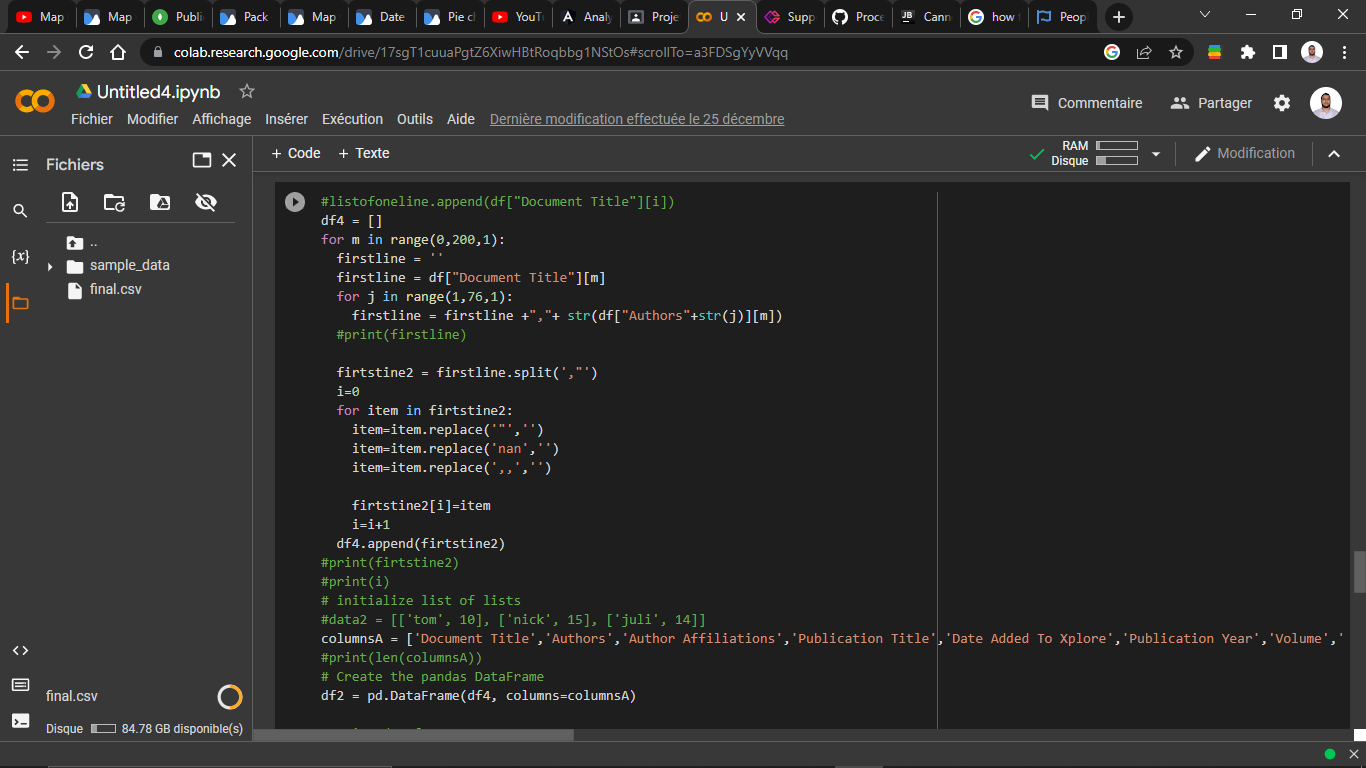 Map
Map
Publi
Pack
Map
Date
Pie cl
YouT
Analy
Proje
U
Supp
Proce
Cann
how
Peopl
colab.research.google.com/drive/17sgT1cuuaPgtZ6XiwHBtRoqbbg1NStOs#scrollTo=a3FDSgYyVVqq
Untitled4.ipynb
Fichier Modifier Affichage Insérer Exécution Outils Aide Dernière modification effectuée le 25 décembre
Commentaire
Partager
Fichiers
+ Code + Texte
RAM
Disque
Modification
..
sample_data
final.csv
#listofoneline.append(df["Document Title"][i])
df4 = []
for m in range(0,200,1):
  firstline = ''
  firstline = df["Document Title"][m]
  for j in range(1,76,1):
    firstline = firstline +","+ str(df["Authors"+str(j)][m])
  #print(firstline)
  firtstine2 = firstline.split(',"')
  i=0
  for item in firtstine2:
    item=item.replace('"','')
    item=item.replace('nan','')
    item=item.replace(',,','')
    firtstine2[i]=item
    i=i+1
  df4.append(firtstine2)
#print(firtstine2)
#print(i)
# initialize list of lists
#data2 = [['tom', 10], ['nick', 15], ['juli', 14]]
columnsA = ['Document Title','Authors','Author Affiliations','Publication Title','Date Added To Xplore','Publication Year','Volume','
#print(len(columnsA))
# Create the pandas DataFrame
df2 = pd.DataFrame(df4, columns=columnsA)
final.csv
Disque 84.78 GB disponible(s)